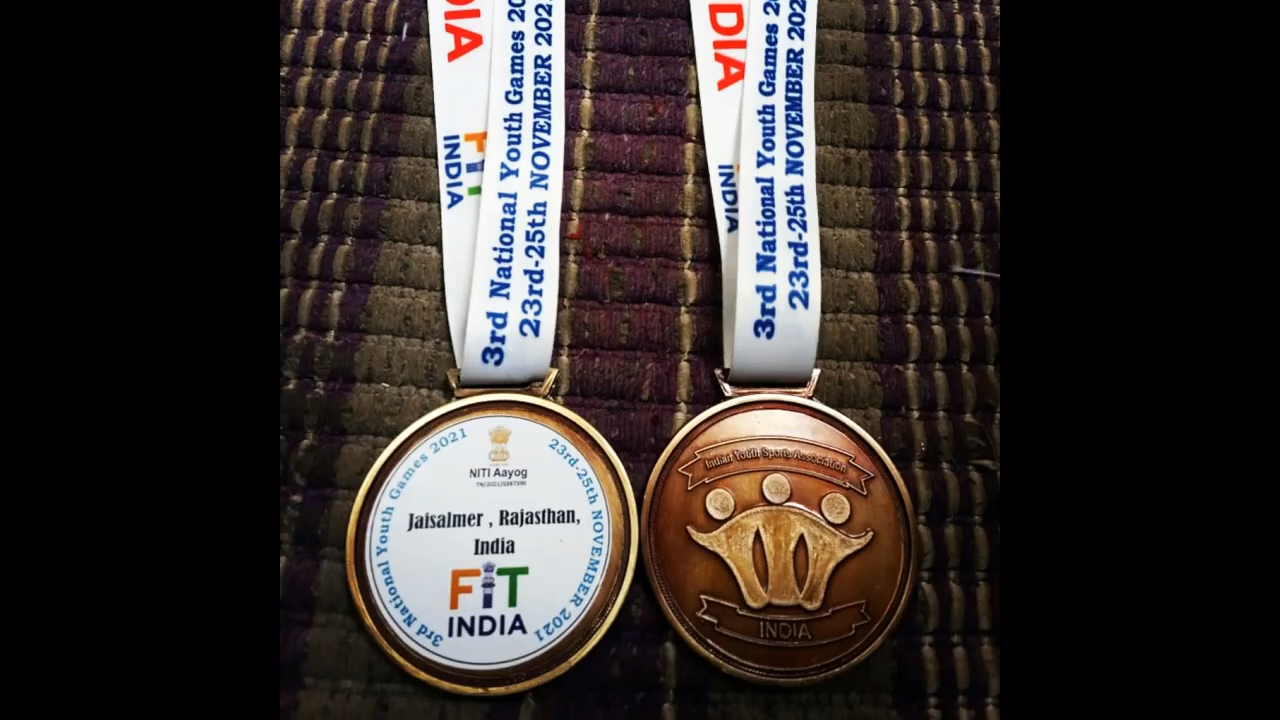 DIA
FIT
INDIA
3rd National Youth Games 20
23rd-25th NOVEMBER 202
DIA
INDIA
3rd National Youth Games 20
23rd-25th NOVEMBER 202
3rd National Youth Games 2021
23rd-25th NOVEMBER 2021
NITI Aayog
Jaisalmer , Rajasthan,
India
FIT
INDIA
Indian Youth Sports Association
INDIA